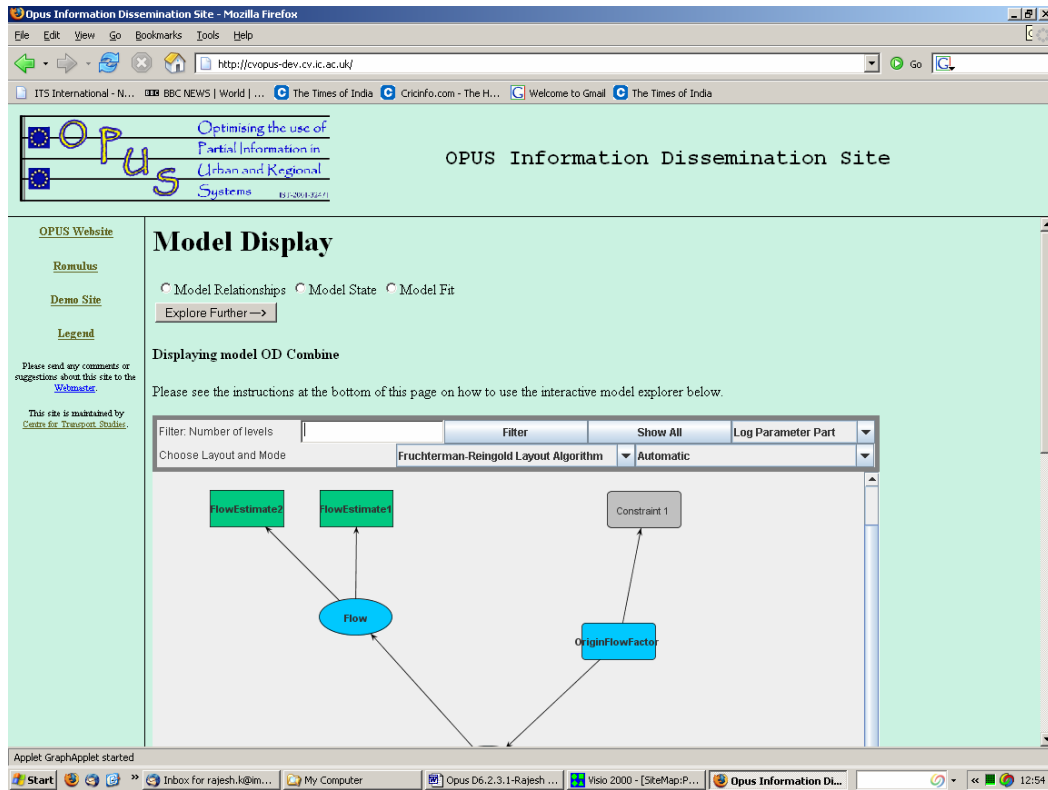 Opus Information Dissemination Site - Mozilla Firefox
File Edit View Go Bookmarks Tools Help
http://cvopus-dev.cv.ic.ac.uk/
Go
ITS International - N... BBC NEWS | World | ... The Times of India Cricinfo.com - The H... Welcome to Gmail The Times of India
OPUS
Optimising the use of
Partial Information in
Urban and Regional
Systems
OPUS Information Dissemination Site
OPUS Website
Romulus
Demo Site
Legend
Please send any comments or
suggestions about this site to the
Webmaster.
This site is maintained by
Centre for Transport Studies.
Model Display
Model Relationships Model State Model Fit
Explore Further -->
Displaying model OD Combine
Please see the instructions at the bottom of this page on how to use the interactive model explorer below.
Filter: Number of levels Filter Show All Log Parameter Part
Choose Layout and Mode Fruchterman-Reingold Layout Algorithm Automatic
FlowEstimate2 FlowEstimate1 Constraint 1
Flow
OriginFlowFactor
Applet GraphApplet started
Start Inbox for rajesh.k@im... My Computer Opus D6.2.3.1-Rajesh ... Visio 2000 - [SiteMap:P... Opus Information Di... 12:54